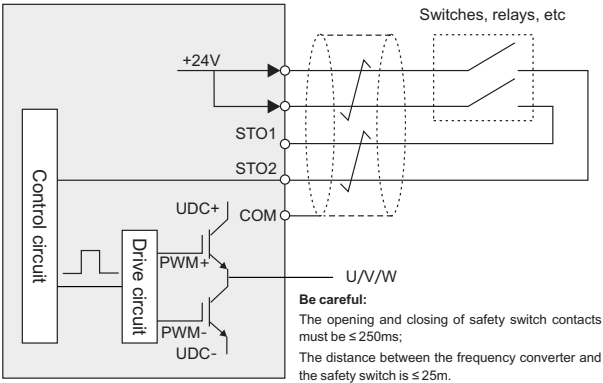 Switches, relays, etc
+24V
STO1
STO2
COM
Control circuit
Drive circuit
UDC+
PWM+
PWM-
UDC-
U/V/W
Be careful:
The opening and closing of safety switch contacts
must be ≤ 250ms;
The distance between the frequency converter and
the safety switch is ≤ 25m.